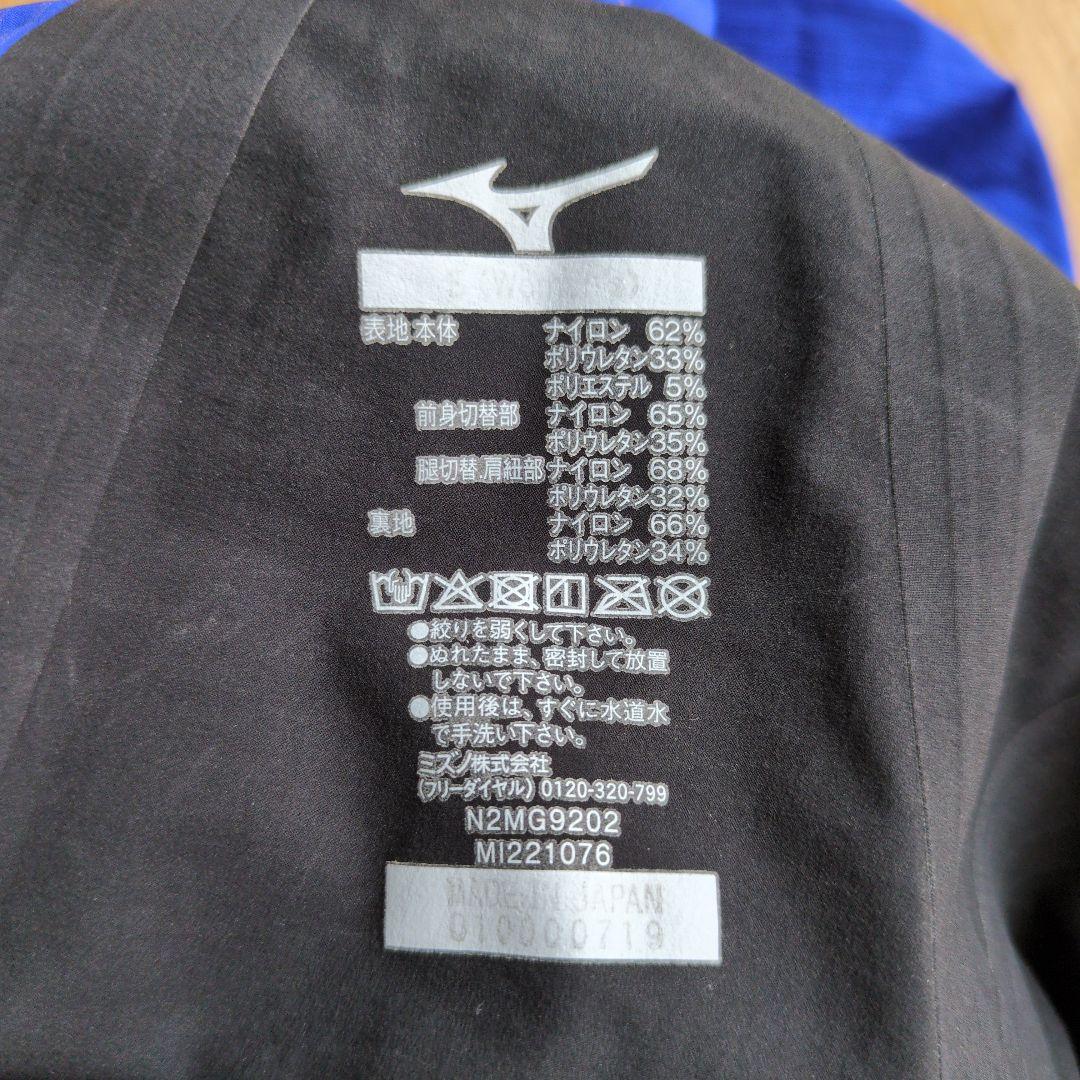 表地 本体 ナイロン 62%
ポリウレタン33%
ポリエステル 5%
前身切替部 ナイロン 65%
ポリウレタン35%
腿切替.肩紐部 ナイロン 68%
ポリウレタン32%
裏地 ナイロン 66%
ポリウレタン34%
●絞りを弱くして下さい。
●ぬれたまま、密封して放置
しないで下さい。
●使用後は、すぐに水道水
で手洗い下さい。
ミズノ株式会社
(フリーダイヤル) 0120-320-799
N2MG9202
MI221076
MADE IN JAPAN
010000719